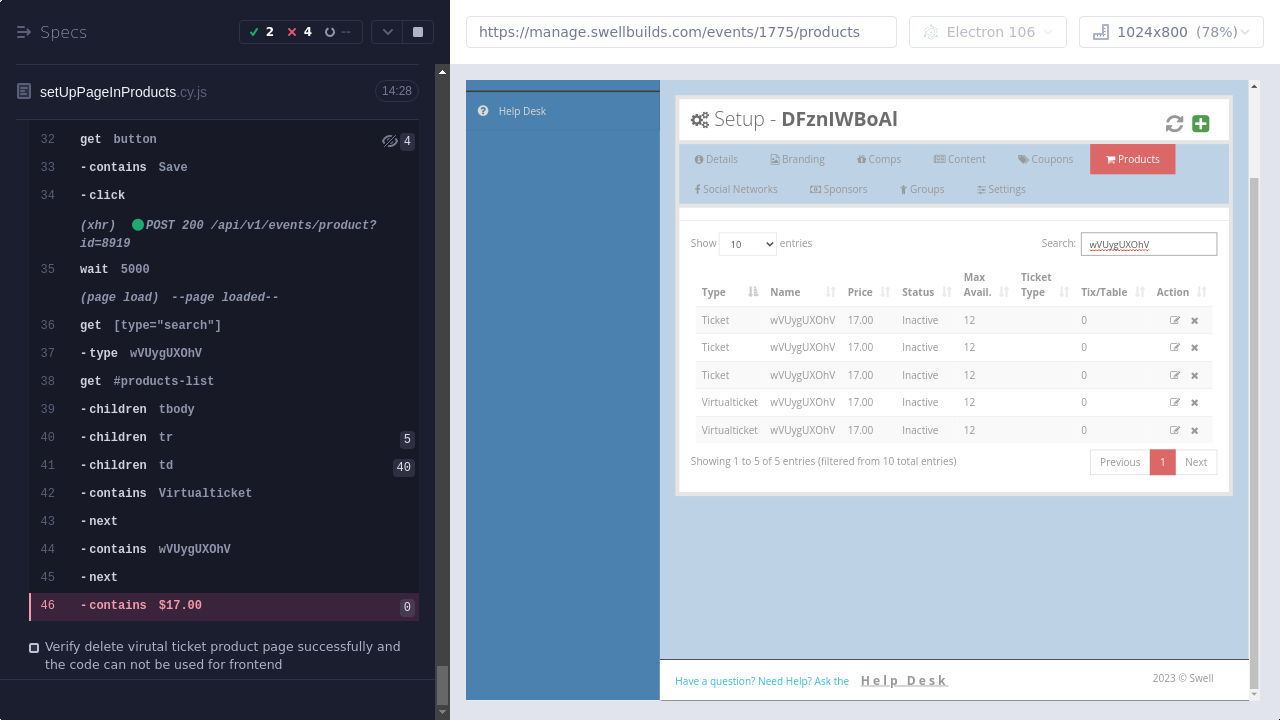 Specs
2
4
--
setUpPageInProducts.cy.js
14:28
32 get button 4
33 -contains Save
34 -click
(xhr) POST 200 /api/v1/events/product?
id=8919
35 wait 5000
(page load) --page loaded--
36 get [type="search"]
37 -type wVUygUXOhV
38 get #products-list
39 -children tbody
40 -children tr 5
41 -children td 40
42 -contains Virtualticket
43 -next
44 -contains wVUygUXOhV
45 -next
46 -contains $17.00 0
Verify delete virutal ticket product page successfully and
the code can not be used for frontend
https://manage.swellbuilds.com/events/1775/products
Electron 106
1024x800 (78%)
Help Desk
Setup - DFznIWBoAl
Details Branding Comps Content Coupons Products
Social Networks Sponsors Groups Settings
Show 10 entries
Search: wVUygUXOhV
Type Name Price Status Max Avail. Ticket Type Tix/Table Action
Ticket wVUygUXOhV 17.00 Inactive 12 0
Ticket wVUygUXOhV 17.00 Inactive 12 0
Ticket wVUygUXOhV 17.00 Inactive 12 0
Virtualticket wVUygUXOhV 17.00 Inactive 12 0
Virtualticket wVUygUXOhV 17.00 Inactive 12 0
Showing 1 to 5 of 5 entries (filtered from 10 total entries)
Previous 1 Next
Have a question? Need Help? Ask the Help Desk
2023 © Swell